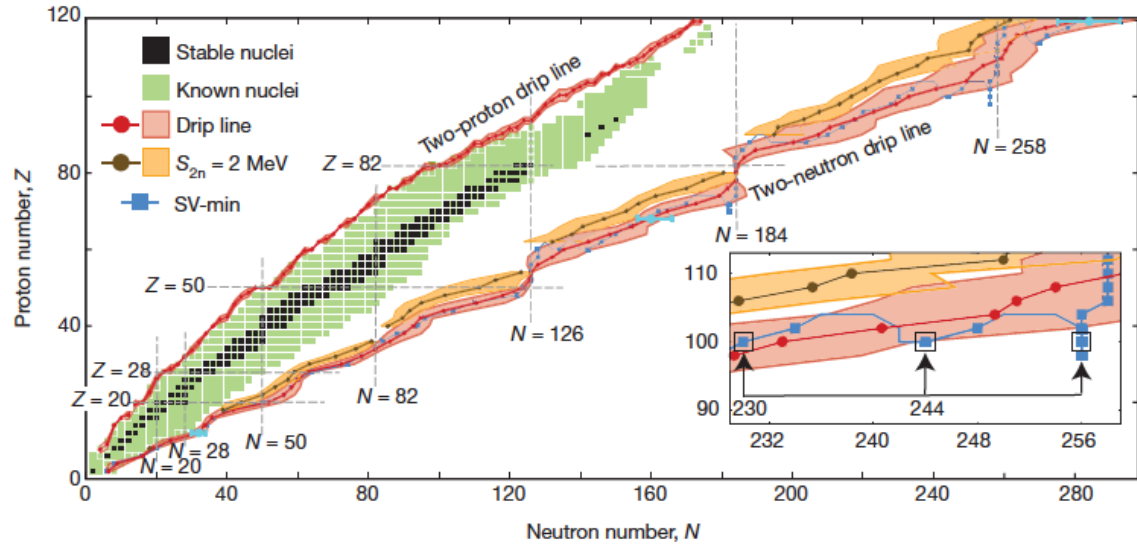 120
80
40
0
Proton number, Z
Stable nuclei
Known nuclei
Drip line
S2n = 2 MeV
SV-min
Two-proton drip line
Two-neutron drip line
Z = 82
Z = 50
Z = 28
Z = 20
N = 20
N = 28
N = 50
N = 82
N = 126
N = 184
N = 258
110
100
90
230
244
256
232
240
248
256
0
40
80
120
160
200
240
280
Neutron number, N